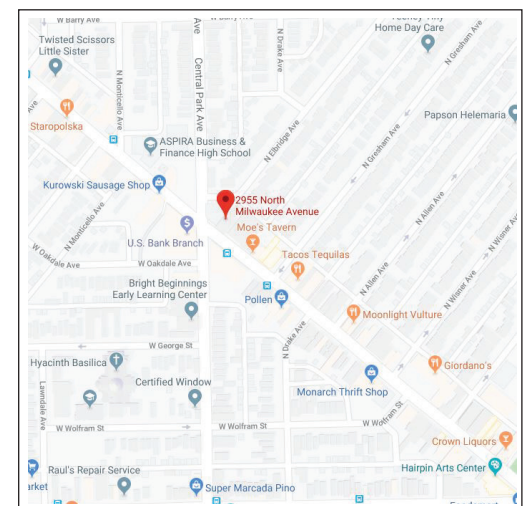 W Barry Ave
Ave
Teeney Tiny
Home Day Care
Twisted Scissors
Little Sister
N Drake Ave
N Gresham Ave
Central Park Ave
N Monticello Ave
Ave
Staropolska
Papson Helemaria
ASPIRA Business &
Finance High School
N Elbridge Ave
N Gresham Ave
Kurowski Sausage Shop
2955 North
Milwaukee Avenue
N Monticello Ave
N Allen Ave
N Wisner Ave
Moe's Tavern
U.S. Bank Branch
W Oakdale Ave
W Oakdale Ave
Tacos Tequilas
Bright Beginnings
Early Learning Center
N Allen Ave
N Wisner Ave
Pollen
Moonlight Vulture
W George St
N Drake Ave
Hyacinth Basilica
Giordano's
Certified Window
Monarch Thrift Shop
Lawndale Ave
W Wolfram St
W Wolfram St
W Wolfram St
Crown Liquors
Raul's Repair Service
Hairpin Arts Center
arket
Super Marcada Pino